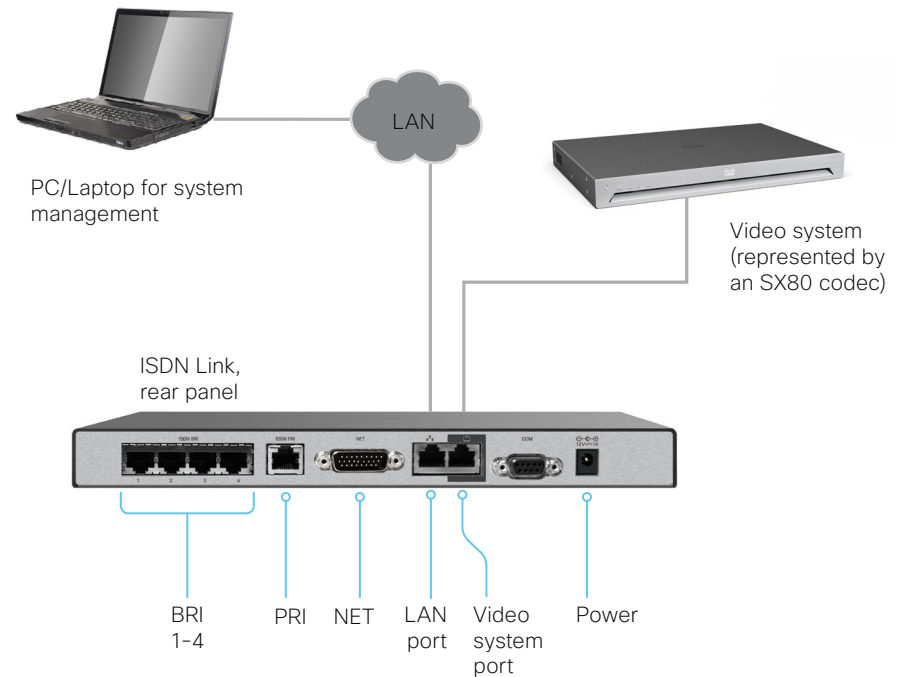 LAN
PC/Laptop for system
management
Video system
(represented by
an SX80 codec)
ISDN Link,
rear panel
ISDN BRI
ISDN PRI
NET
COM
12V⎓1A
1 2 3 4
BRI
1-4
PRI
NET
LAN
port
Video
system
port
Power